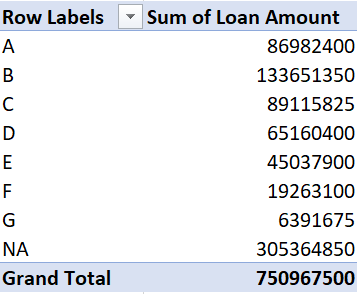 Row Labels Sum of Loan Amount
A 86982400
B 133651350
C 89115825
D 65160400
E 45037900
F 19263100
G 6391675
NA 305364850
Grand Total 750967500